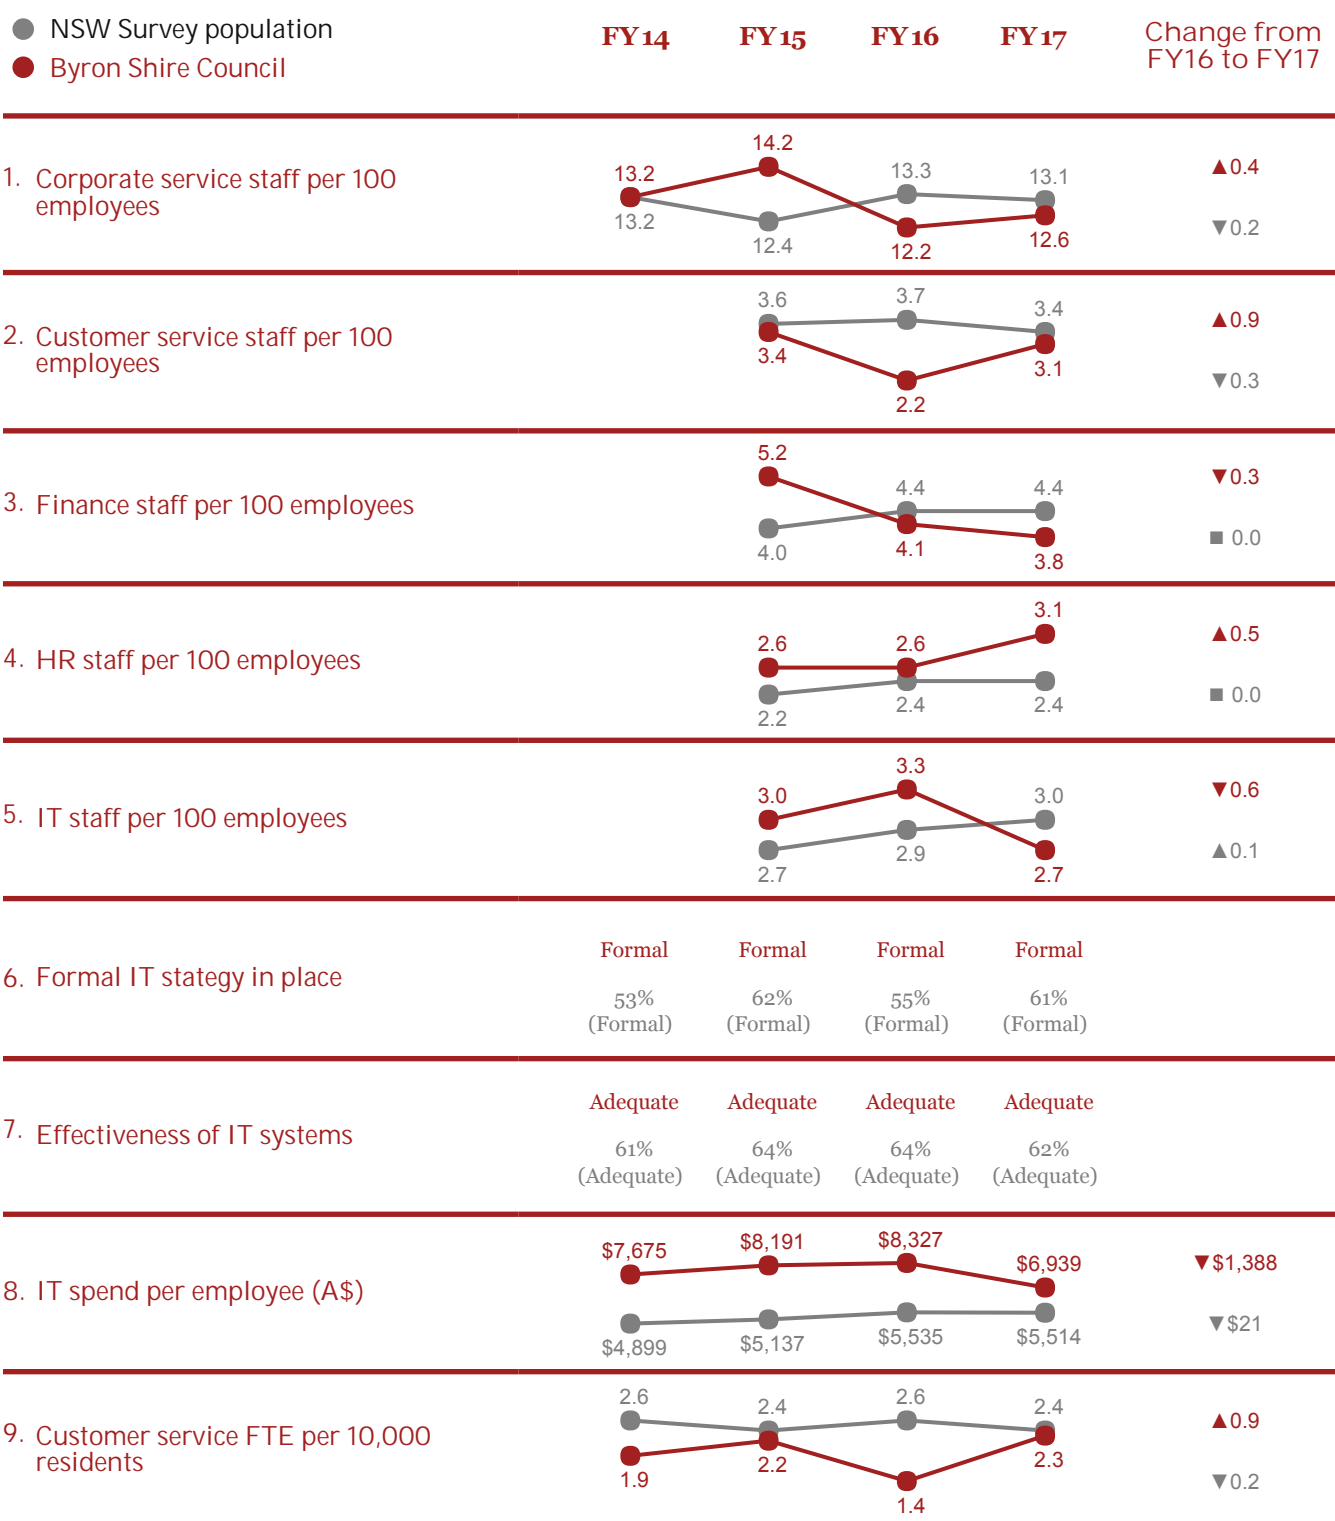 NSW Survey population
Byron Shire Council
FY14 FY15 FY16 FY17 Change from
FY16 to FY17
1. Corporate service staff per 100
employees
13.2 14.2 13.3 13.1
13.2 12.4 12.2 12.6
▲0.4
▼0.2
2. Customer service staff per 100
employees
3.6 3.7 3.4
3.4 2.2 3.1
▲0.9
▼0.3
3. Finance staff per 100 employees
5.2 4.4 4.4
4.0 4.1 3.8
▼0.3
■ 0.0
4. HR staff per 100 employees
2.6 2.6 3.1
2.2 2.4 2.4
▲0.5
■ 0.0
5. IT staff per 100 employees
3.0 3.3 3.0
2.7 2.9 2.7
▼0.6
▲0.1
6. Formal IT stategy in place
Formal Formal Formal Formal
53% 62% 55% 61%
(Formal) (Formal) (Formal) (Formal)
7. Effectiveness of IT systems
Adequate Adequate Adequate Adequate
61% 64% 64% 62%
(Adequate) (Adequate) (Adequate) (Adequate)
8. IT spend per employee (A$)
$7,675 $8,191 $8,327 $6,939
$4,899 $5,137 $5,535 $5,514
▼$1,388
▼$21
9. Customer service FTE per 10,000
residents
2.6 2.4 2.6 2.4
1.9 2.2 1.4 2.3
▲0.9
▼0.2